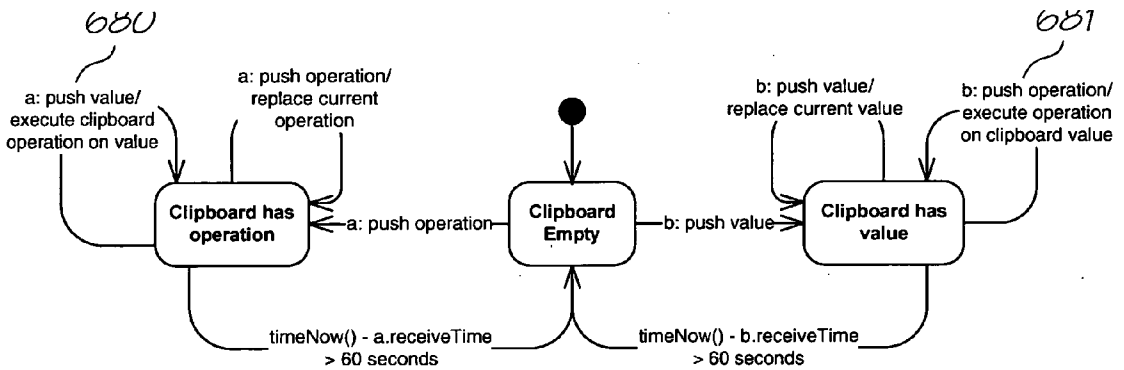 680
681
a: push value/
execute clipboard
operation on value
a: push operation/
replace current
operation
b: push value/
replace current value
b: push operation/
execute operation
on clipboard value
Clipboard has
operation
a: push operation
Clipboard
Empty
b: push value
Clipboard has
value
timeNow() - a.receiveTime
> 60 seconds
timeNow() - b.receiveTime
> 60 seconds